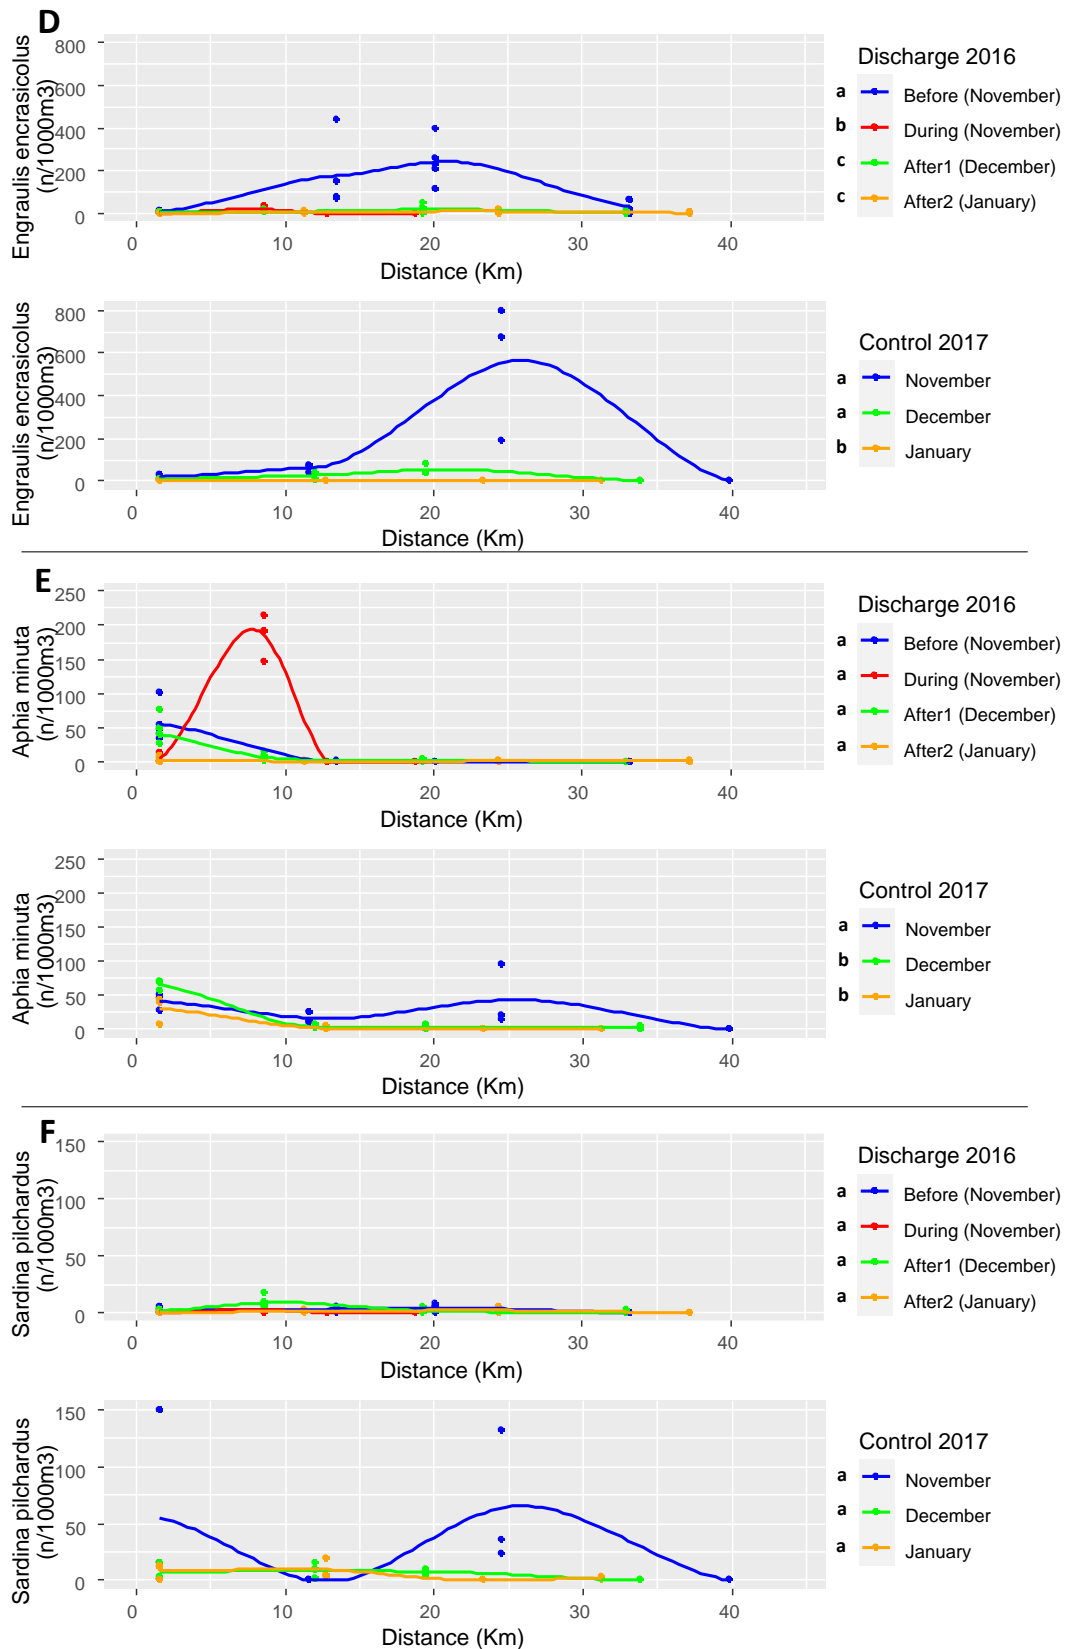 D
Engraulis encrasicolus
(n/1000m3)
800
600
400
200
0
0 10 20 30 40
Distance (Km)
Discharge 2016
a Before (November)
b During (November)
c After1 (December)
c After2 (January)
Engraulis encrasicolus
(n/1000m3)
800
600
400
200
0
0 10 20 30 40
Distance (Km)
Control 2017
a November
a December
b January
E
Aphia minuta
(n/1000m3)
250
200
150
100
50
0
0 10 20 30 40
Distance (Km)
Discharge 2016
a Before (November)
a During (November)
a After1 (December)
a After2 (January)
Aphia minuta
(n/1000m3)
250
200
150
100
50
0
0 10 20 30 40
Distance (Km)
Control 2017
a November
b December
b January
F
Sardina pilchardus
(n/1000m3)
150
100
50
0
0 10 20 30 40
Distance (Km)
Discharge 2016
a Before (November)
a During (November)
a After1 (December)
a After2 (January)
Sardina pilchardus
(n/1000m3)
150
100
50
0
0 10 20 30 40
Distance (Km)
Control 2017
a November
a December
a January